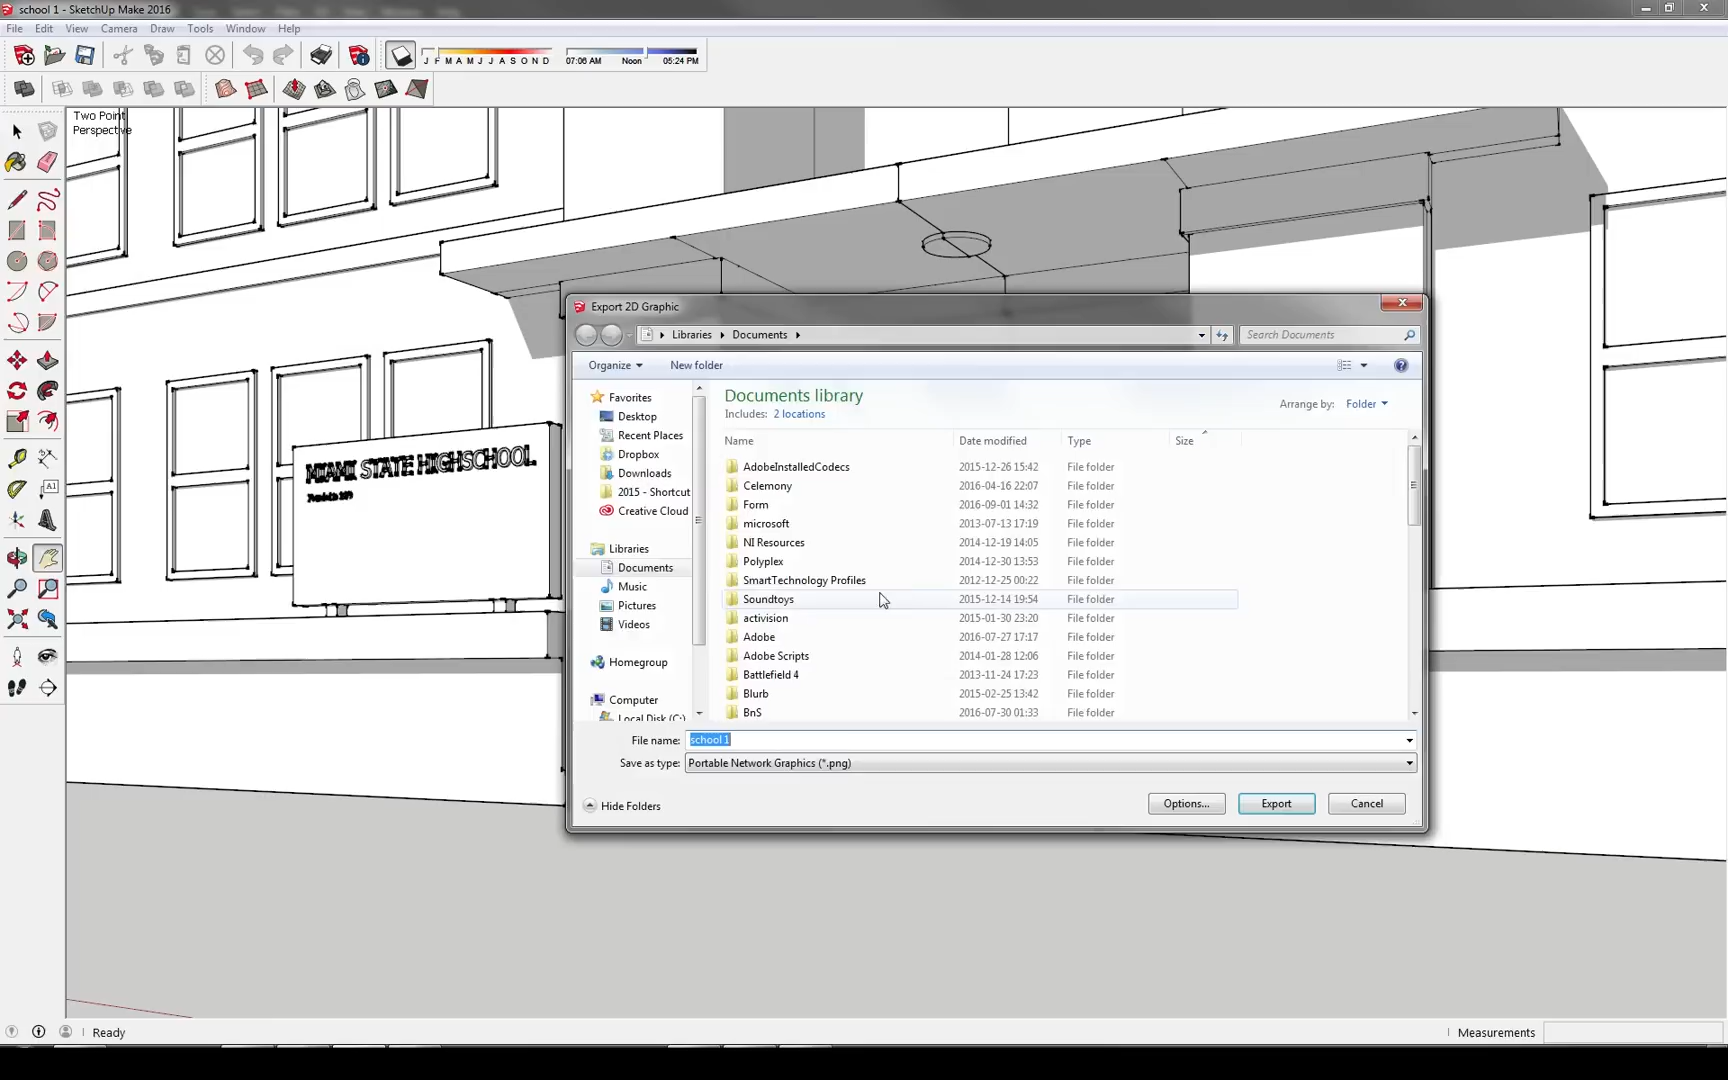 school 1 - SketchUp Make 2016
File Edit View Camera Draw Tools Window Help
J F M A M J J A S O N D
07:06 AM Noon 05:24 PM
Two Point
Perspective
MIAMI STATE HIGHSCHOOL
A1
Export 2D Graphic
Libraries Documents
Search Documents
Organize New folder
Favorites
Desktop
Recent Places
Dropbox
Downloads
2015 - Shortcut
Creative Cloud
Libraries
Documents
Music
Pictures
Videos
Homegroup
Computer
Local Disk (C:)
Documents library
Includes: 2 locations
Arrange by: Folder
Name Date modified Type Size
AdobeInstalledCodecs 2015-12-26 15:42 File folder
Celemony 2016-04-16 22:07 File folder
Form 2016-09-01 14:32 File folder
microsoft 2013-07-13 17:19 File folder
NI Resources 2014-12-19 14:05 File folder
Polyplex 2014-12-30 13:53 File folder
SmartTechnology Profiles 2012-12-25 00:22 File folder
Soundtoys 2015-12-14 19:54 File folder
activision 2015-01-30 23:20 File folder
Adobe 2016-07-27 17:17 File folder
Adobe Scripts 2014-01-28 12:06 File folder
Battlefield 4 2013-11-24 17:23 File folder
Blurb 2015-02-25 13:42 File folder
BnS 2016-07-30 01:33 File folder
File name: school 1
Save as type: Portable Network Graphics (*.png)
Hide Folders
Options... Export Cancel
Ready
Measurements